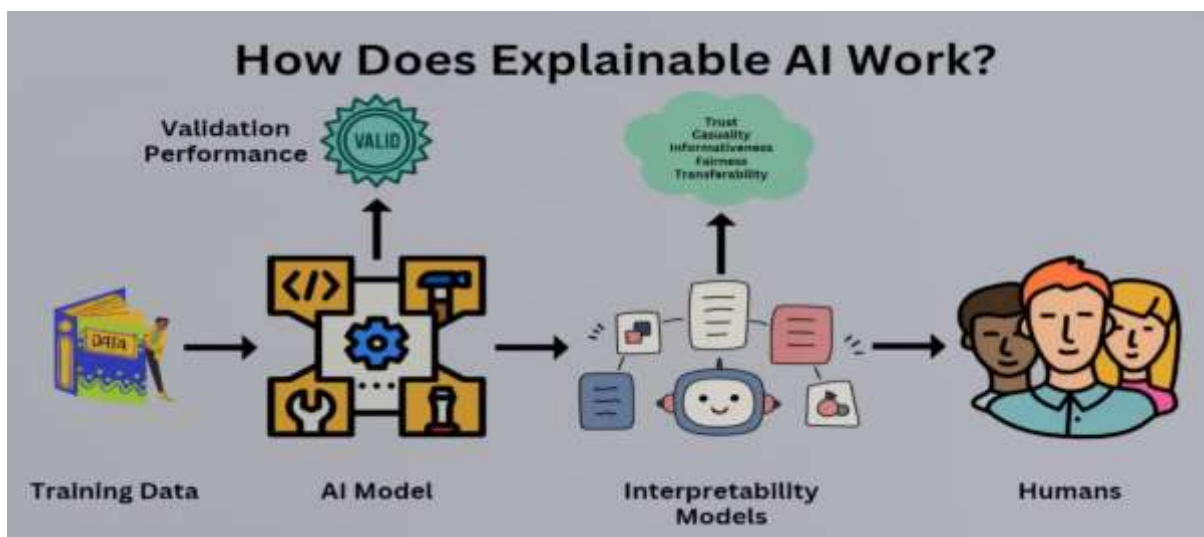 How Does Explainable AI Work?
Validation
Performance
VALID
Trust
Casuality
Informativeness
Fairness
Transferability
DATA
Training Data
AI Model
Interpretability
Models
Humans